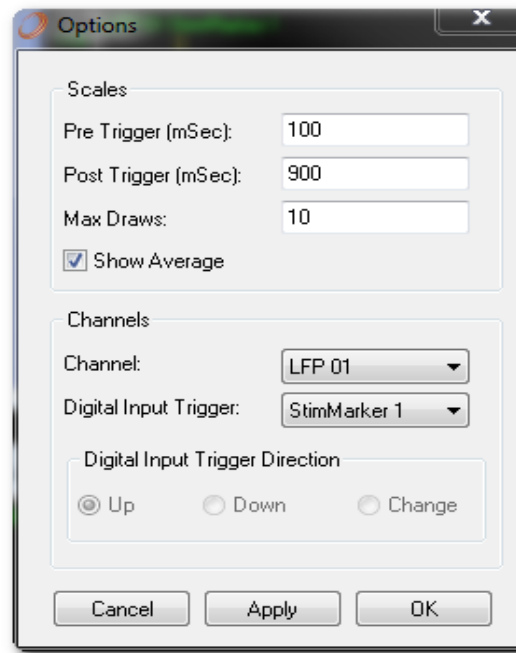 Options
x
Scales
Pre Trigger (mSec): 100
Post Trigger (mSec): 900
Max Draws: 10
Show Average
Channels
Channel: LFP 01
Digital Input Trigger: StimMarker 1
Digital Input Trigger Direction
Up Down Change
Cancel Apply OK